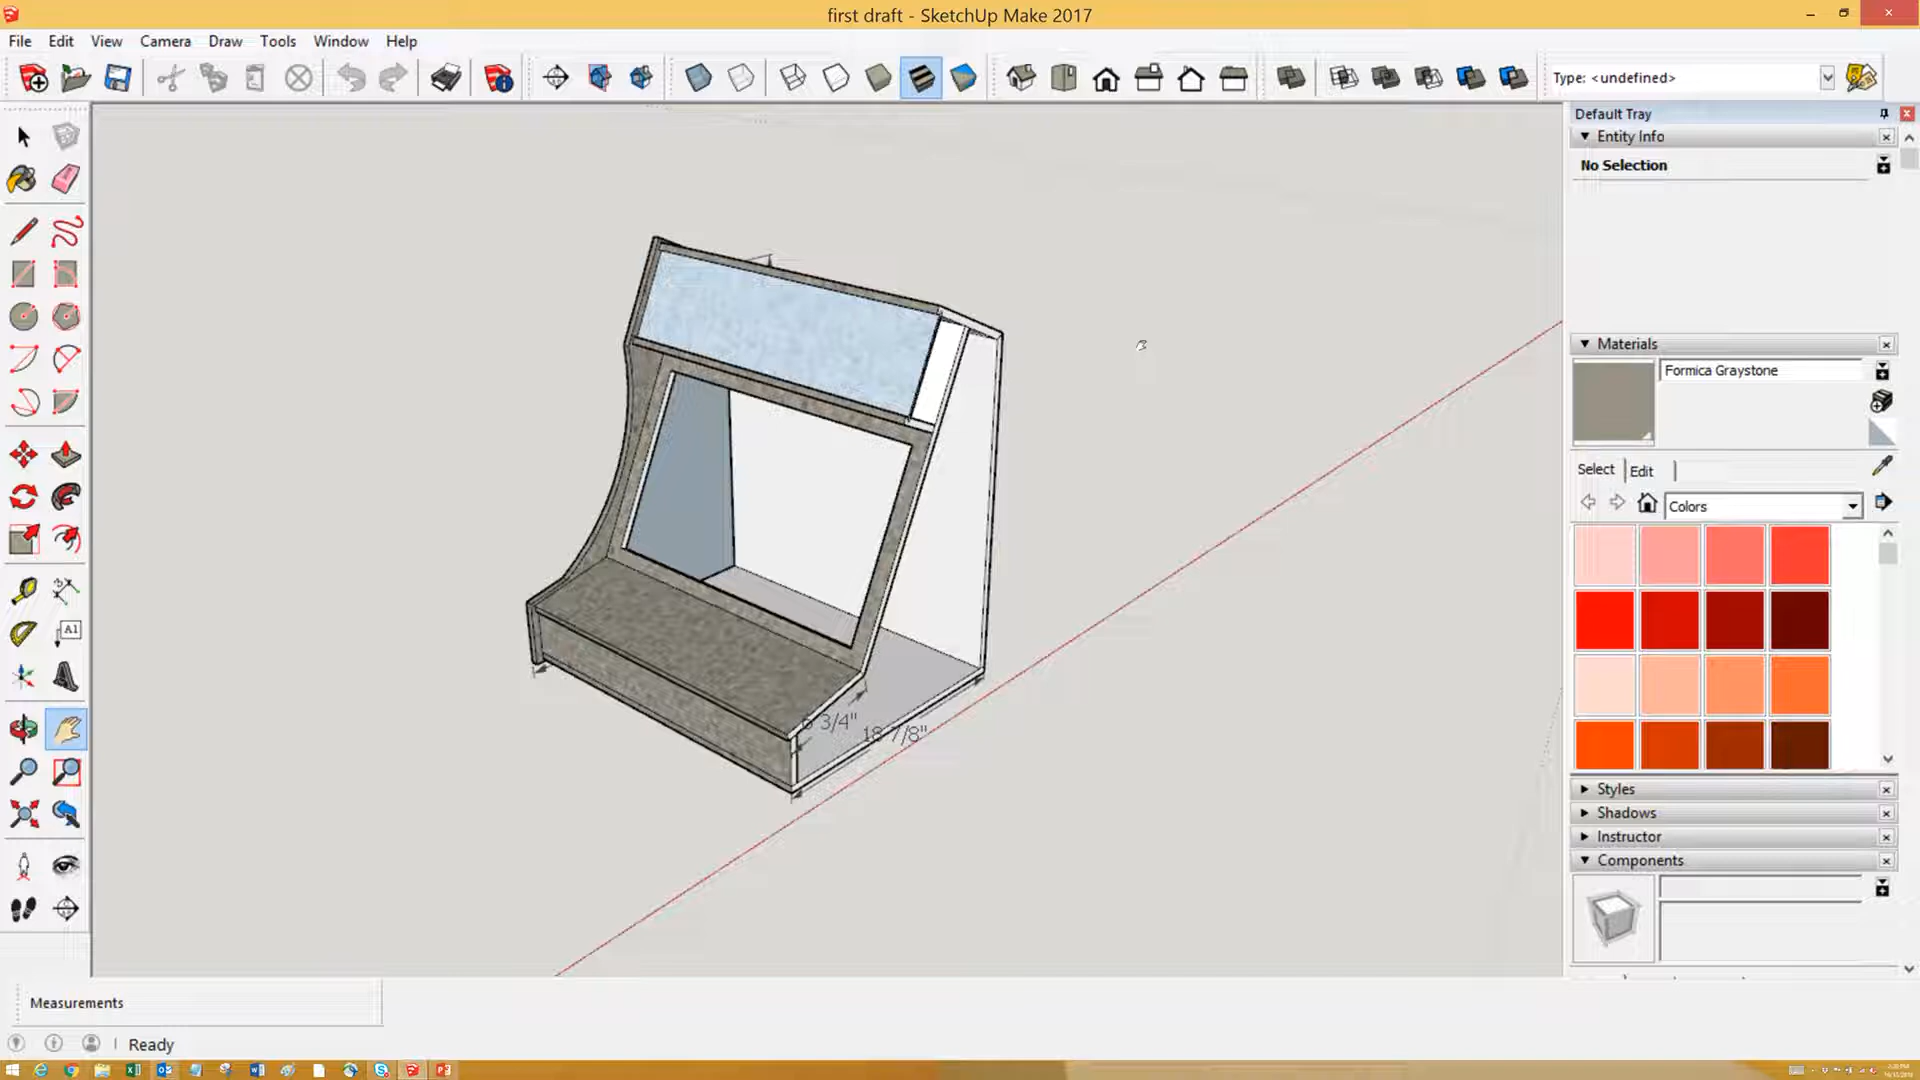 first draft - SketchUp Make 2017
File Edit View Camera Draw Tools Window Help
Type: <undefined>
Default Tray
Entity Info
No Selection
Materials
Formica Graystone
Select Edit
Colors
A1
6 3/4"
18 7/8"
Styles
Shadows
Instructor
Components
Measurements
Ready